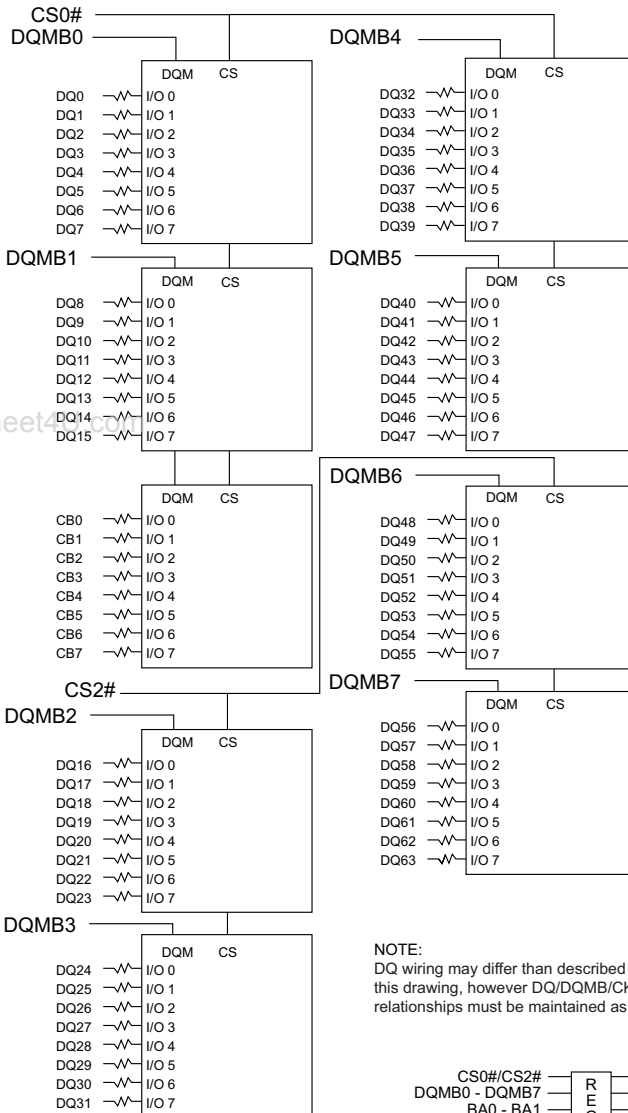 CS0#
DQMB0
DQM CS
DQ0 I/O 0
DQ1 I/O 1
DQ2 I/O 2
DQ3 I/O 3
DQ4 I/O 4
DQ5 I/O 5
DQ6 I/O 6
DQ7 I/O 7
DQMB1
DQM CS
DQ8 I/O 0
DQ9 I/O 1
DQ10 I/O 2
DQ11 I/O 3
DQ12 I/O 4
DQ13 I/O 5
DQ14 I/O 6
DQ15 I/O 7
DQM CS
CB0 I/O 0
CB1 I/O 1
CB2 I/O 2
CB3 I/O 3
CB4 I/O 4
CB5 I/O 5
CB6 I/O 6
CB7 I/O 7
CS2#
DQMB2
DQM CS
DQ16 I/O 0
DQ17 I/O 1
DQ18 I/O 2
DQ19 I/O 3
DQ20 I/O 4
DQ21 I/O 5
DQ22 I/O 6
DQ23 I/O 7
DQMB3
DQM CS
DQ24 I/O 0
DQ25 I/O 1
DQ26 I/O 2
DQ27 I/O 3
DQ28 I/O 4
DQ29 I/O 5
DQ30 I/O 6
DQ31 I/O 7
DQMB4
DQM CS
DQ32 I/O 0
DQ33 I/O 1
DQ34 I/O 2
DQ35 I/O 3
DQ36 I/O 4
DQ37 I/O 5
DQ38 I/O 6
DQ39 I/O 7
DQMB5
DQM CS
DQ40 I/O 0
DQ41 I/O 1
DQ42 I/O 2
DQ43 I/O 3
DQ44 I/O 4
DQ45 I/O 5
DQ46 I/O 6
DQ47 I/O 7
DQMB6
DQM CS
DQ48 I/O 0
DQ49 I/O 1
DQ50 I/O 2
DQ51 I/O 3
DQ52 I/O 4
DQ53 I/O 5
DQ54 I/O 6
DQ55 I/O 7
DQMB7
DQM CS
DQ56 I/O 0
DQ57 I/O 1
DQ58 I/O 2
DQ59 I/O 3
DQ60 I/O 4
DQ61 I/O 5
DQ62 I/O 6
DQ63 I/O 7
NOTE:
DQ wiring may differ than described
this drawing, however DQ/DQMB/CK
relationships must be maintained as
CS0#/CS2# R
DQMB0 - DQMB7 E
BA0 - BA1
eet4U.com